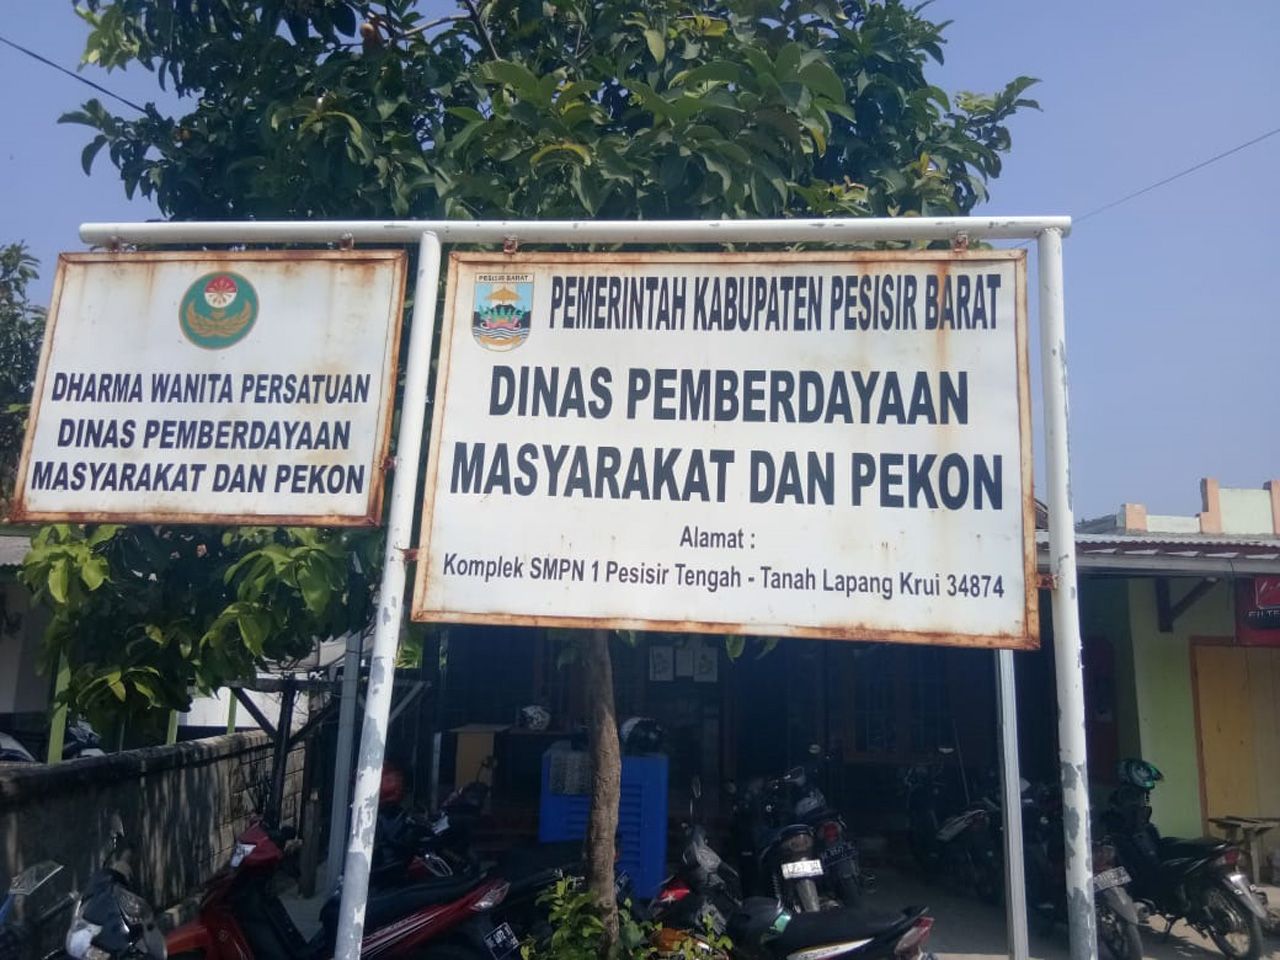 DHARMA WANITA PERSATUAN
DINAS PEMBERDAYAAN
MASYARAKAT DAN PEKON
PESISIR BARAT
PEMERINTAH KABUPATEN PESISIR BARAT
DINAS PEMBERDAYAAN
MASYARAKAT DAN PEKON
Alamat :
Komplek SMPN 1 Pesisir Tengah - Tanah Lapang Krui 34874